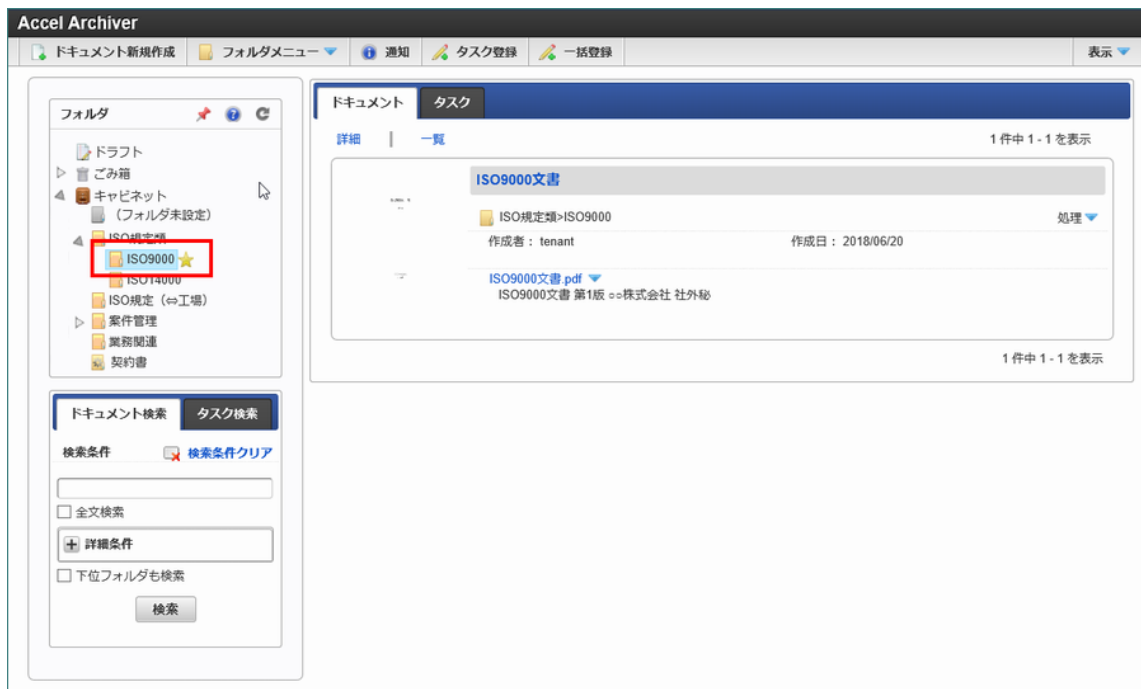 Accel Archiver
ドキュメント新規作成 フォルダメニュー 通知 タスク登録 一括登録 表示
フォルダ
ドラフト
ごみ箱
キャビネット
（フォルダ未設定）
ISO規定類
ISO9000
ISO14000
ISO規定（⇔工場）
案件管理
業務関連
契約書
ドキュメント検索 タスク検索
検索条件 検索条件クリア
全文検索
詳細条件
下位フォルダも検索
検索
ドキュメント タスク
詳細 | 一覧 1 件中 1 - 1 を表示
ISO9000文書
ISO規定類>ISO9000 処理
作成者： tenant 作成日： 2018/06/20
ISO9000文書.pdf
ISO9000文書 第1版 ○○株式会社 社外秘
1 件中 1 - 1 を表示